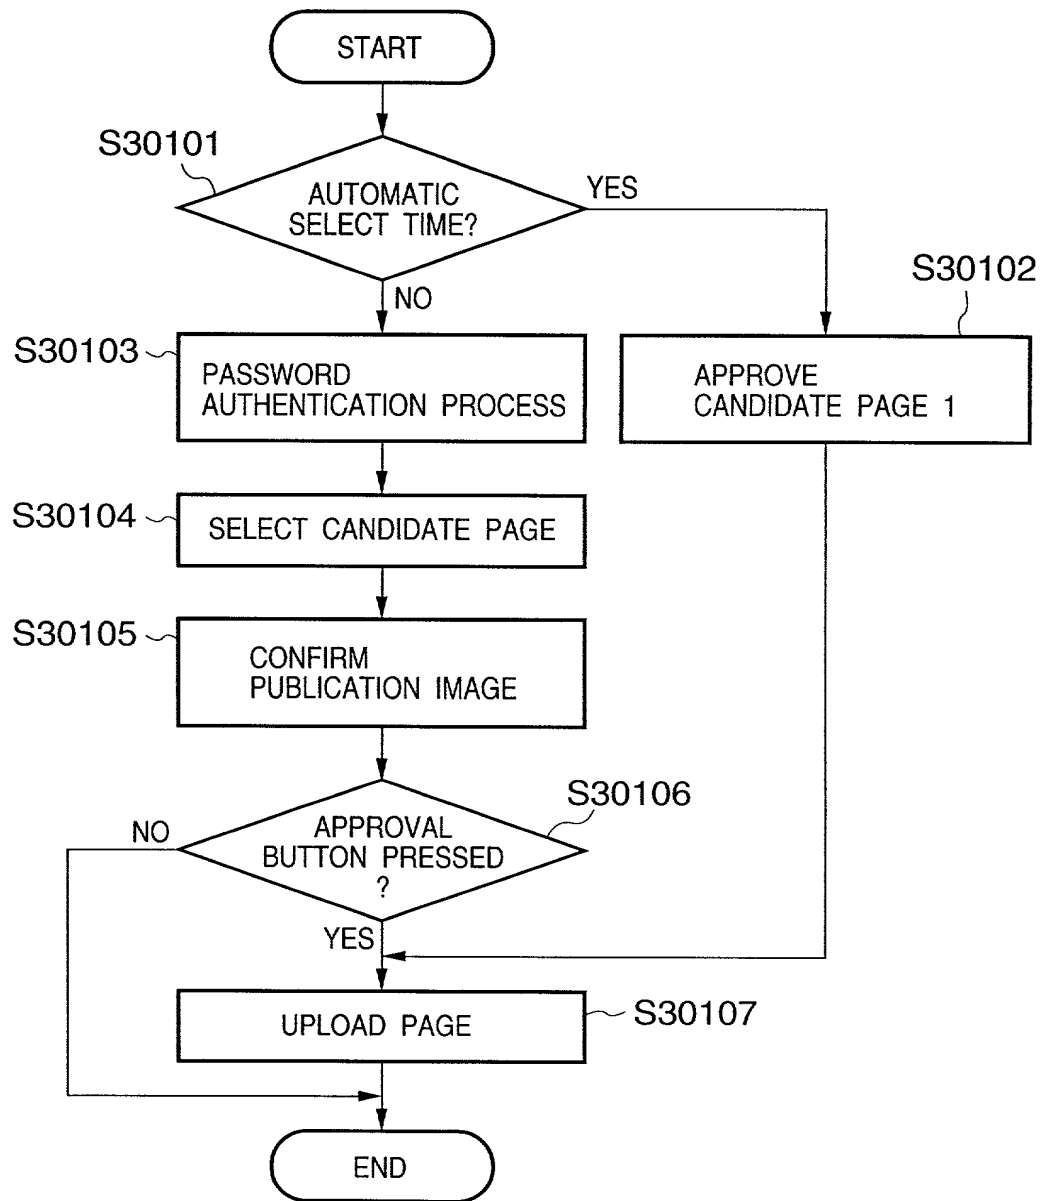 START
S30101
AUTOMATIC
SELECT TIME?
YES
NO
S30102
S30103
PASSWORD
AUTHENTICATION PROCESS
APPROVE
CANDIDATE PAGE 1
S30104
SELECT CANDIDATE PAGE
S30105
CONFIRM
PUBLICATION IMAGE
S30106
NO
APPROVAL
BUTTON PRESSED
?
YES
UPLOAD PAGE
S30107
END